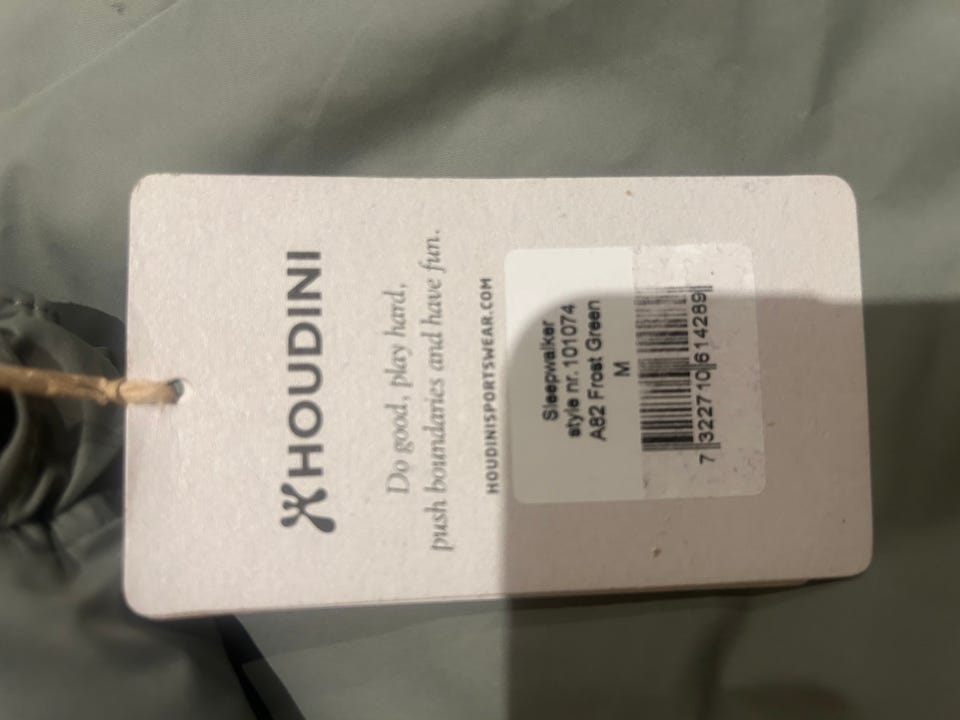 HOUDINI
Do good, play hard,
push boundaries and have fun.
HOUDINISPORTSWEAR.COM
Sleepwalker
style nr. 101074
A82 Frost Green
M
7 322710 614289